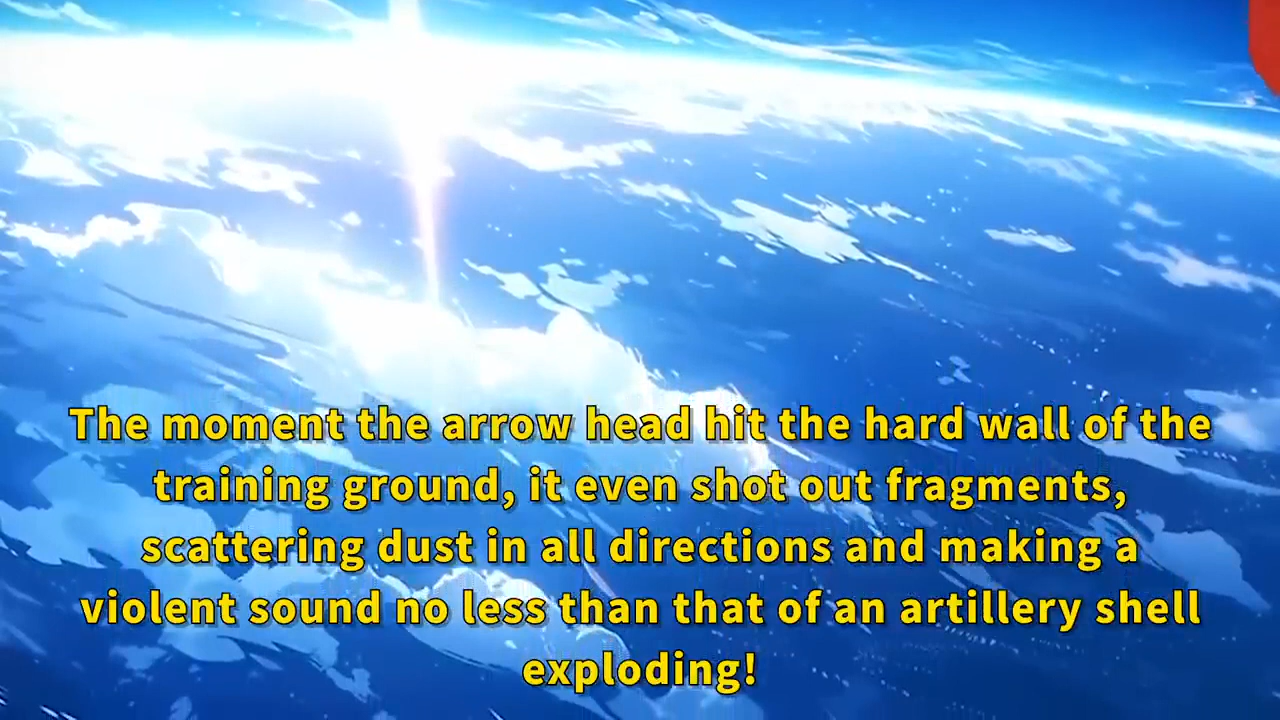 The moment the arrow head hit the hard wall of the
training ground, it even shot out fragments,
scattering dust in all directions and making a
violent sound no less than that of an artillery shell
exploding!